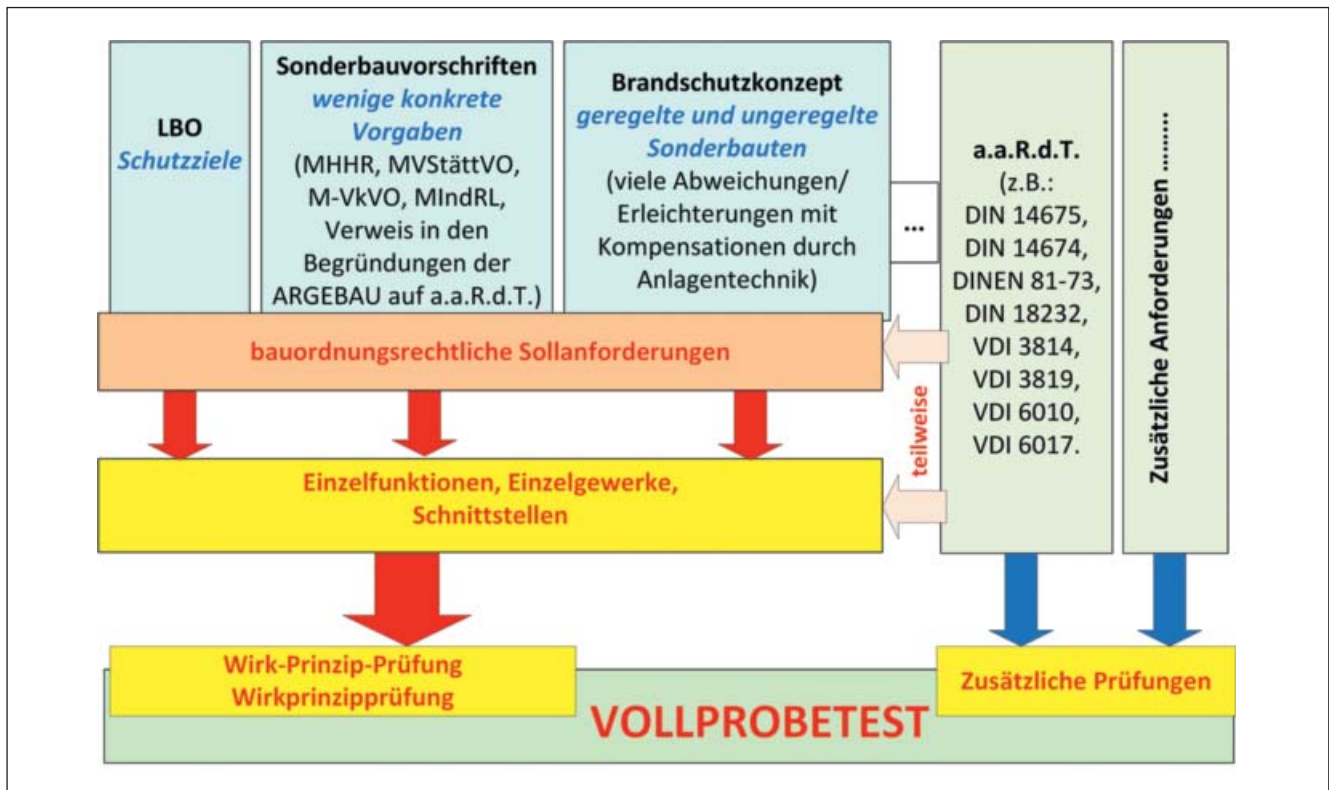 LBO
Schutzziele
Sonderbauvorschriften
wenige konkrete
Vorgaben
(MHHR, MVStättVO,
M-VkVO, MIndRL,
Verweis in den
Begründungen der
ARGEBAU auf a.a.R.d.T.)
Brandschutzkonzept
geregelte und ungeregelte
Sonderbauten
(viele Abweichungen/
Erleichterungen mit
Kompensationen durch
Anlagentechnik)
...
a.a.R.d.T.
(z.B.:
DIN 14675,
DIN 14674,
DINEN 81-73,
DIN 18232,
VDI 3814,
VDI 3819,
VDI 6010,
VDI 6017.
Zusätzliche Anforderungen ..........
bauordnungsrechtliche Sollanforderungen
teilweise
Einzelfunktionen, Einzelgewerke,
Schnittstellen
Wirk-Prinzip-Prüfung
Wirkprinzipprüfung
Zusätzliche Prüfungen
VOLLPROBETEST